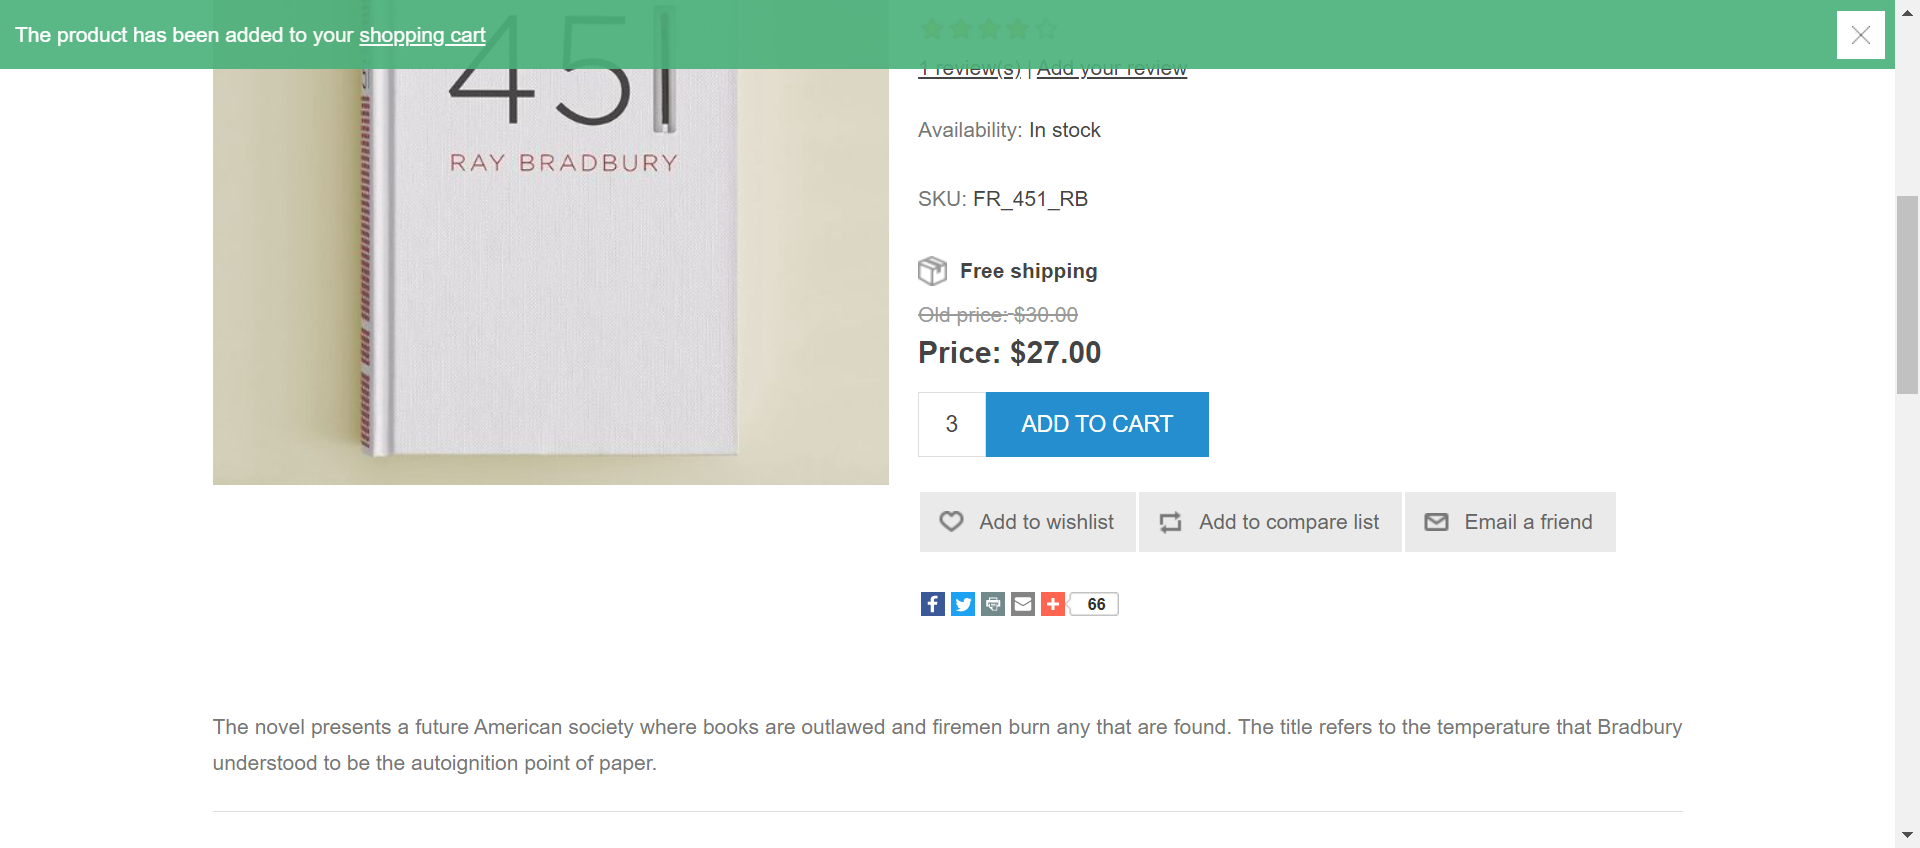 The product has been added to your shopping cart
451
RAY BRADBURY
1 review(s) | Add your review
Availability: In stock
SKU: FR_451_RB
Free shipping
Old price: $30.00
Price: $27.00
3 ADD TO CART
Add to wishlist Add to compare list Email a friend
66
The novel presents a future American society where books are outlawed and firemen burn any that are found. The title refers to the temperature that Bradbury
understood to be the autoignition point of paper.